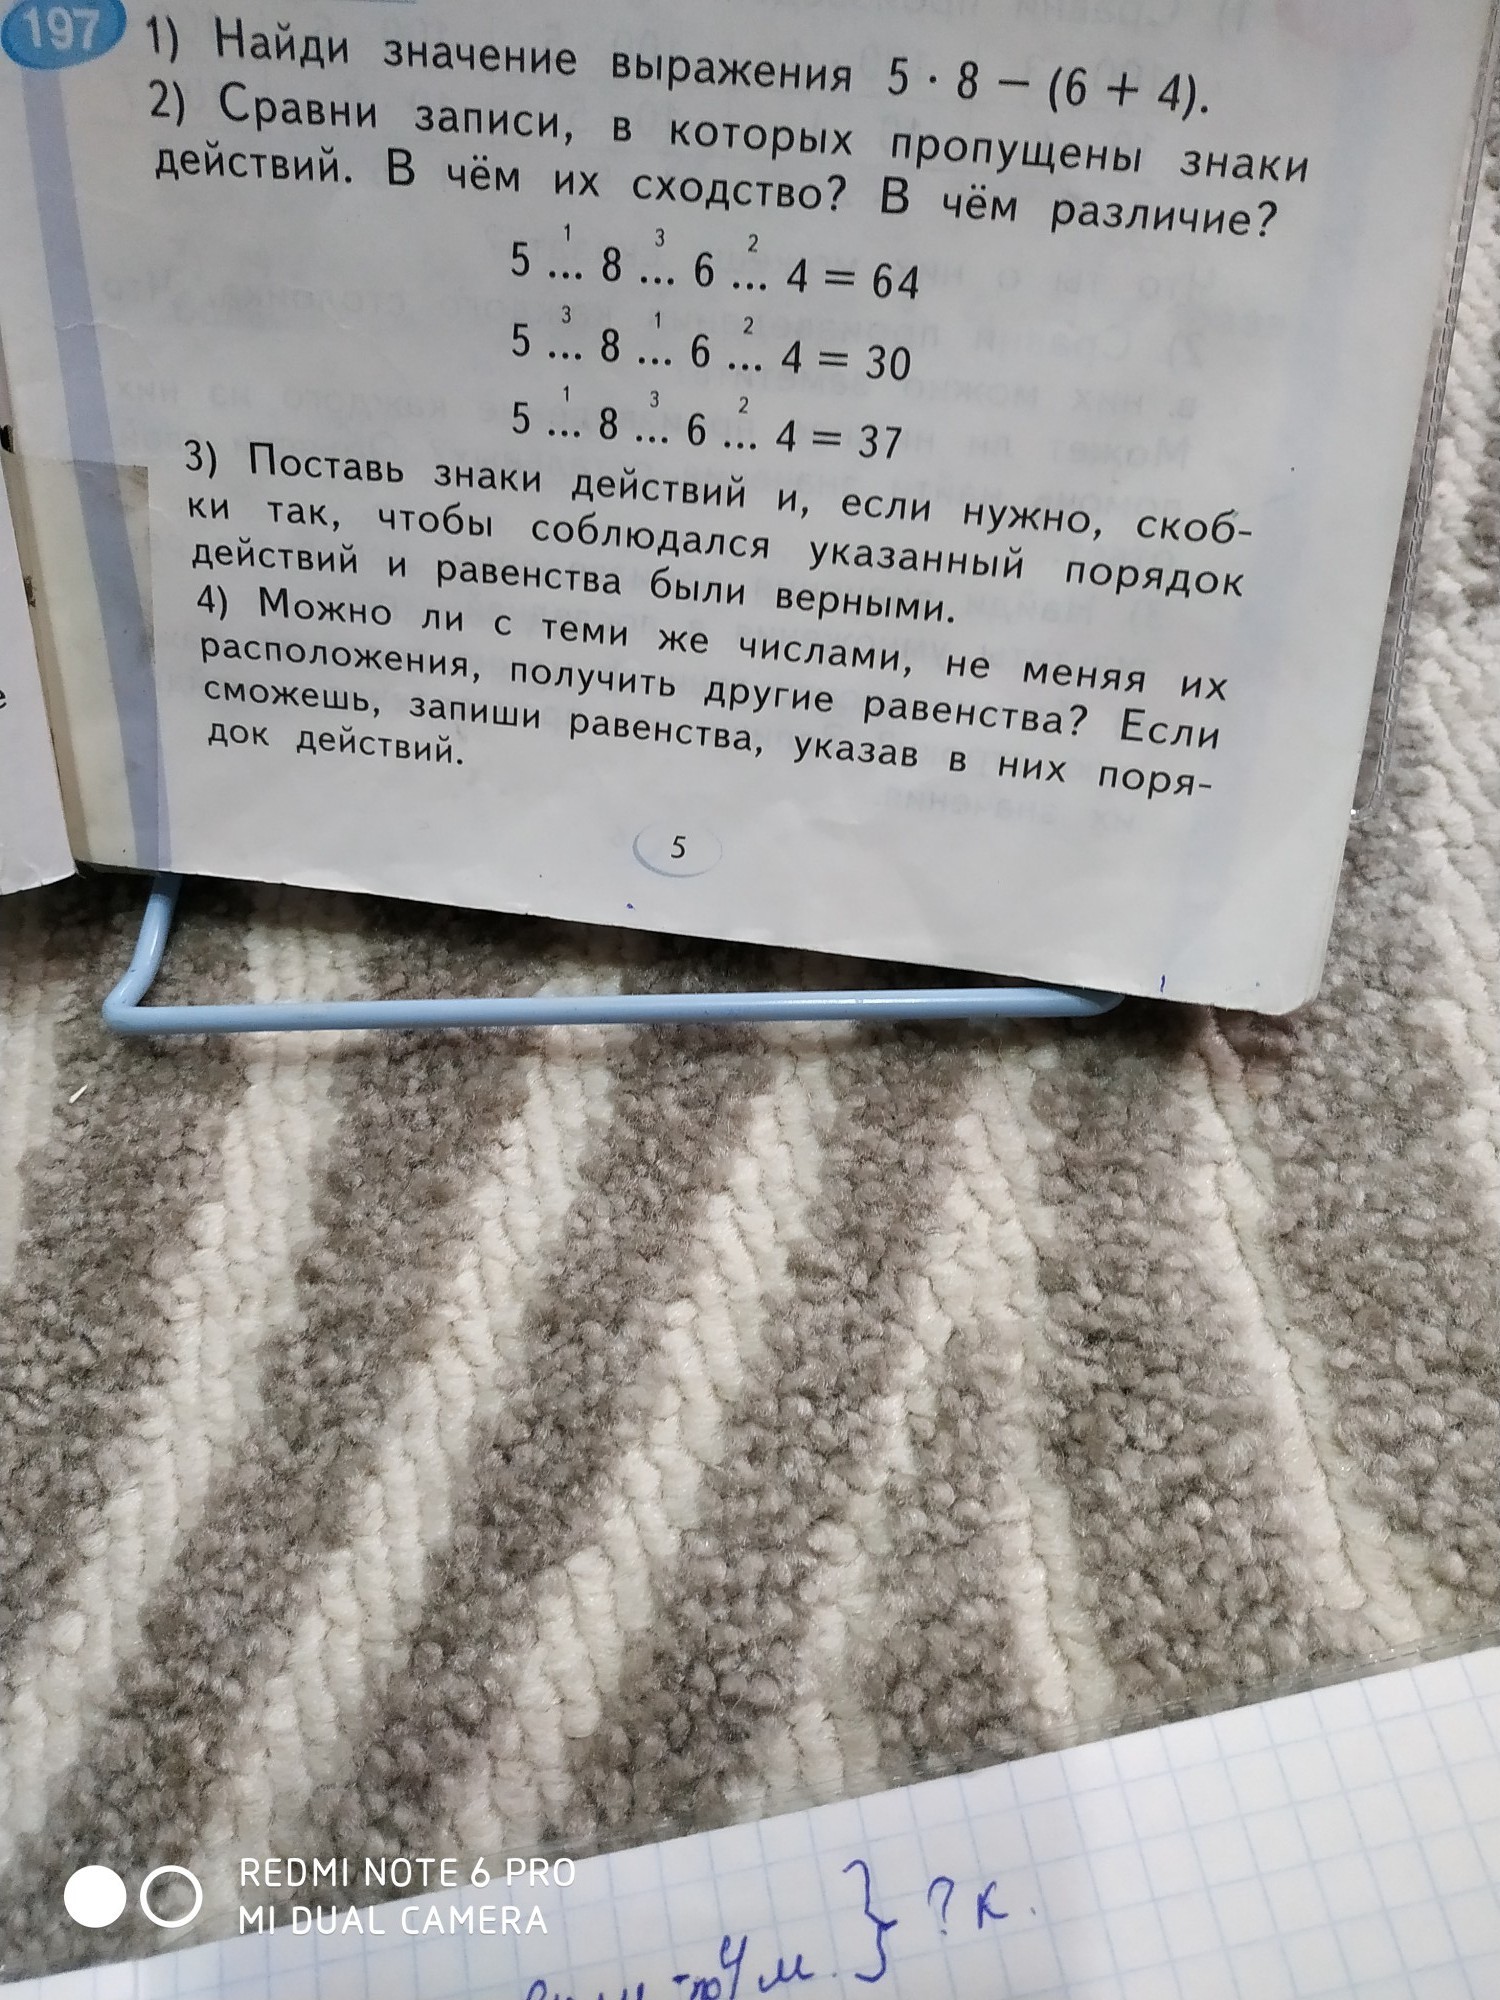 197
1) Найди значение выражения 5 · 8 − (6 + 4).
2) Сравни записи, в которых пропущены знаки
действий. В чём их сходство? В чём различие?
1 3 2
5 ... 8 ... 6 ... 4 = 64
3 1 2
5 ... 8 ... 6 ... 4 = 30
1 3 2
5 ... 8 ... 6 ... 4 = 37
3) Поставь знаки действий и, если нужно, скоб-
ки так, чтобы соблюдался указанный порядок
действий и равенства были верными.
4) Можно ли с теми же числами, не меняя их
расположения, получить другие равенства? Если
сможешь, запиши равенства, указав в них поря-
док действий.
5
? к.
4 м.
REDMI NOTE 6 PRO
MI DUAL CAMERA